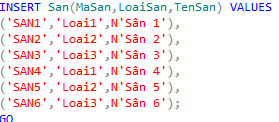 INSERT San(MaSan,LoaiSan,TenSan) VALUES
('SAN1','Loai1',N'Sân 1'),
('SAN2','Loai2',N'Sân 2'),
('SAN3','Loai3',N'Sân 3'),
('SAN4','Loai1',N'Sân 4'),
('SAN5','Loai2',N'Sân 5'),
('SAN6','Loai3',N'Sân 6');
GO